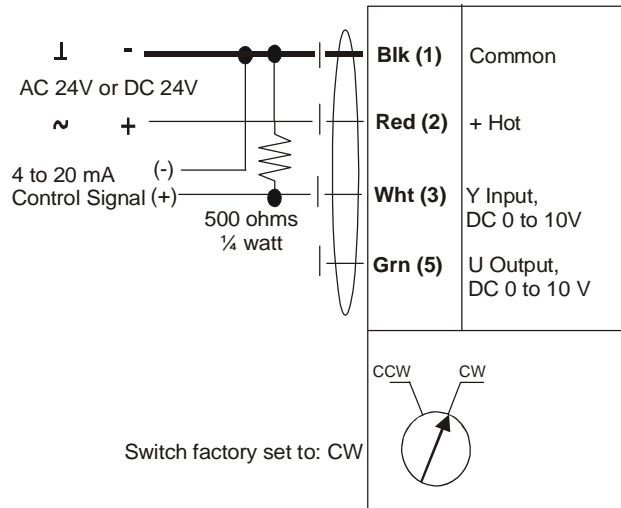 ⊥ -
Blk (1) Common
AC 24V or DC 24V
~ +
Red (2) + Hot
4 to 20 mA (-)
Control Signal (+)
500 ohms
¼ watt
Wht (3) Y Input,
DC 0 to 10V
Grn (5) U Output,
DC 0 to 10 V
CCW CW
Switch factory set to: CW